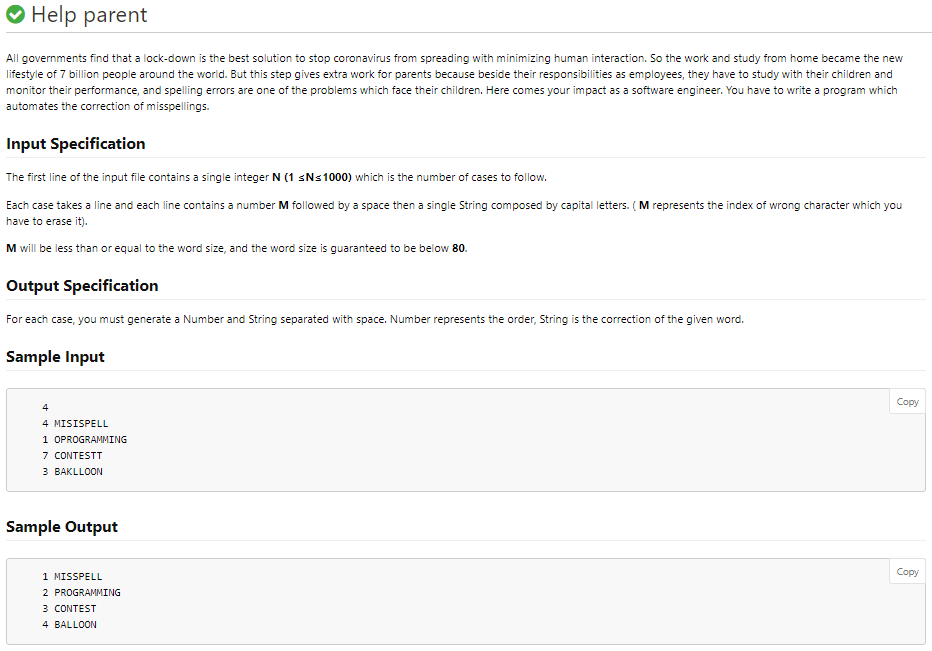 Help parent
All governments find that a lock-down is the best solution to stop coronavirus from spreading with minimizing human interaction. So the work and study from home became the new
lifestyle of 7 billion people around the world. But this step gives extra work for parents because beside their responsibilities as employees, they have to study with their children and
monitor their performance, and spelling errors are one of the problems which face their children. Here comes your impact as a software engineer. You have to write a program which
automates the correction of misspellings.
Input Specification
The first line of the input file contains a single integer N (1 ≤N≤1000) which is the number of cases to follow.
Each case takes a line and each line contains a number M followed by a space then a single String composed by capital letters. ( M represents the index of wrong character which you
have to erase it).
M will be less than or equal to the word size, and the word size is guaranteed to be below 80.
Output Specification
For each case, you must generate a Number and String separated with space. Number represents the order, String is the correction of the given word.
Sample Input
Copy
4
4 MISISPELL
1 OPROGRAMMING
7 CONTESTT
3 BAKLLOON
Sample Output
Copy
1 MISSPELL
2 PROGRAMMING
3 CONTEST
4 BALLOON